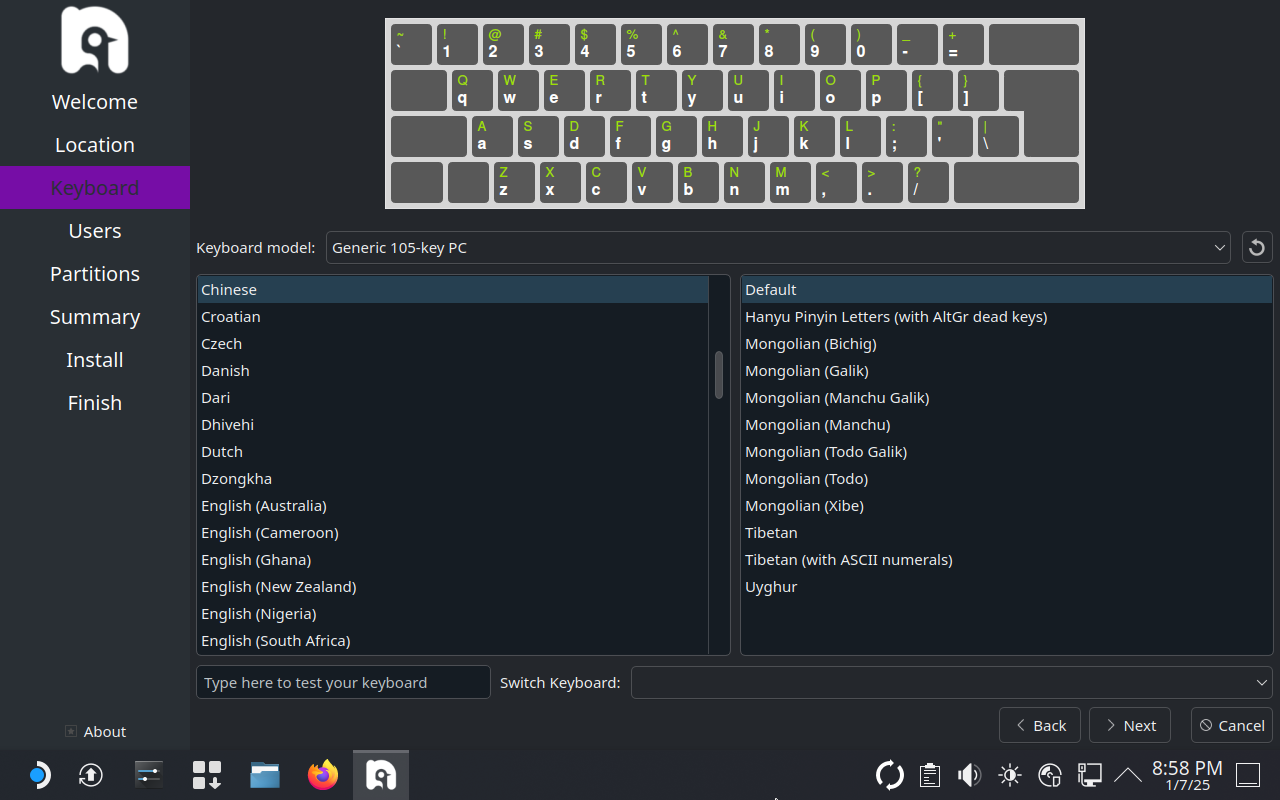 ~ ! @ # $ % ^ & * ( ) _ +
` 1 2 3 4 5 6 7 8 9 0 - =
Q W E R T Y U I O P { }
q w e r t y u i o p [ ]
A S D F G H J K L : " |
a s d f g h j k l ; ' \
Z X C V B N M < > ?
z x c v b n m , . /
Welcome
Location
Keyboard
Users
Partitions
Summary
Install
Finish
About
Keyboard model:
Generic 105-key PC
Chinese
Croatian
Czech
Danish
Dari
Dhivehi
Dutch
Dzongkha
English (Australia)
English (Cameroon)
English (Ghana)
English (New Zealand)
English (Nigeria)
English (South Africa)
Default
Hanyu Pinyin Letters (with AltGr dead keys)
Mongolian (Bichig)
Mongolian (Galik)
Mongolian (Manchu Galik)
Mongolian (Manchu)
Mongolian (Todo Galik)
Mongolian (Todo)
Mongolian (Xibe)
Tibetan
Tibetan (with ASCII numerals)
Uyghur
Type here to test your keyboard
Switch Keyboard:
Back
Next
Cancel
8:58 PM
1/7/25